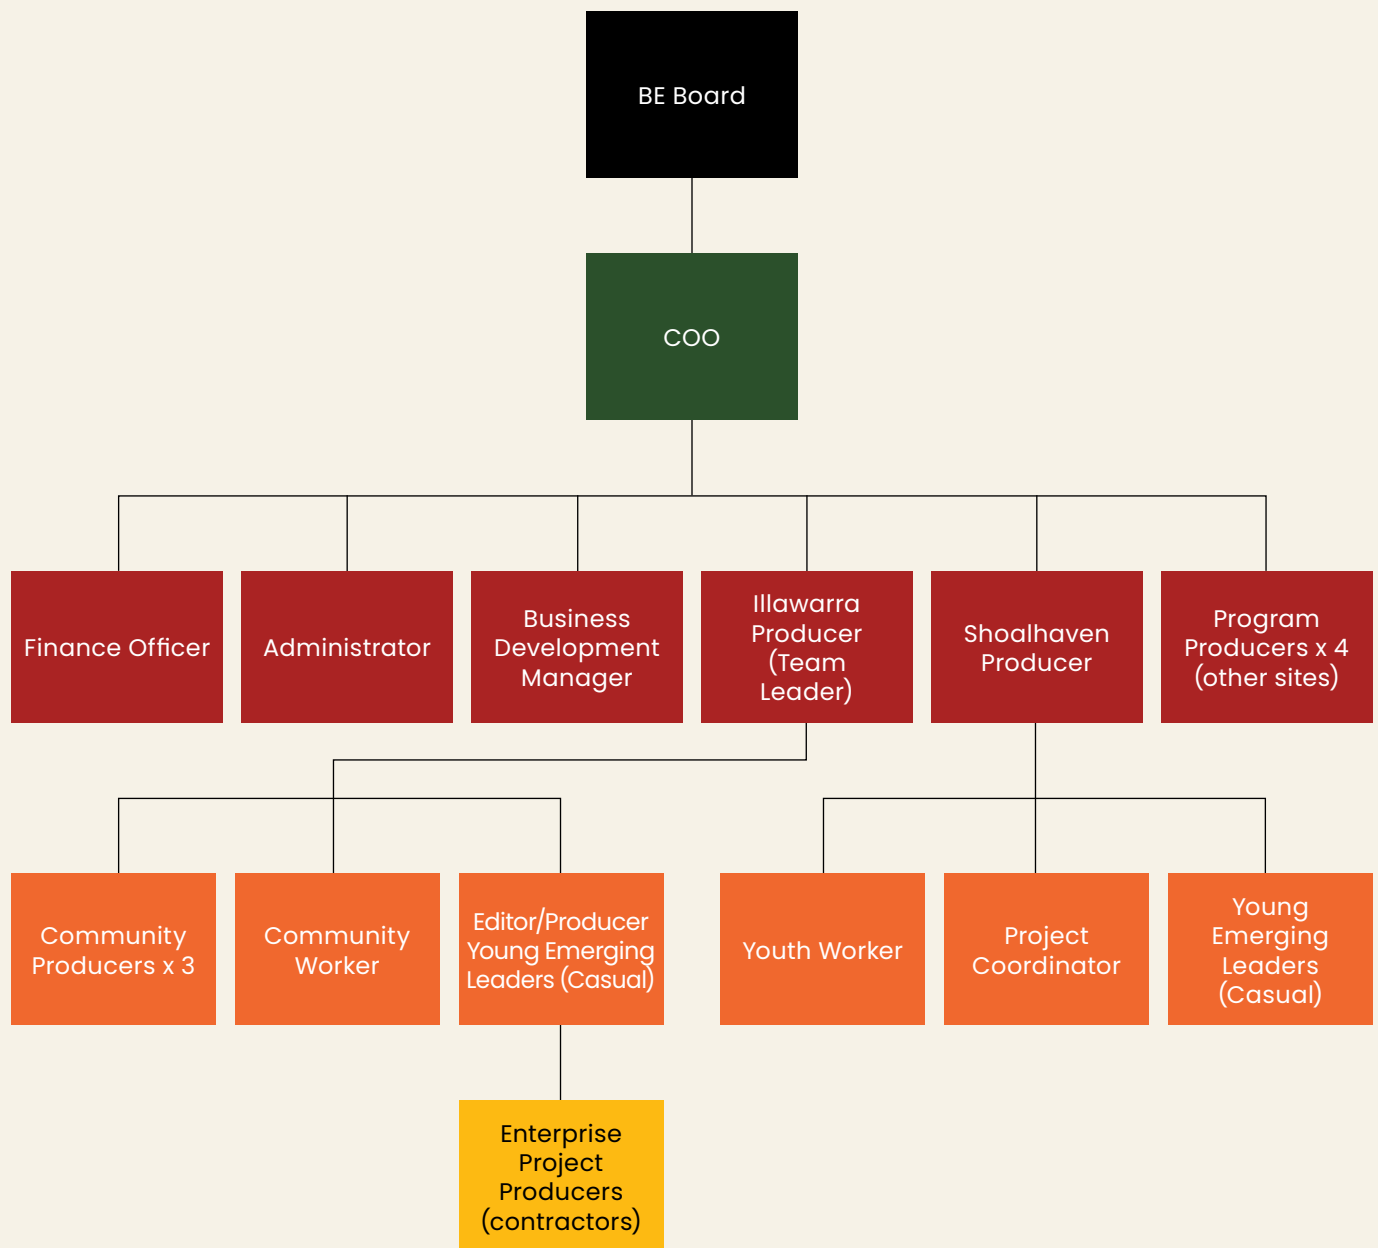 BE Board
COO
Finance Officer
Administrator
Business
Development
Manager
Illawarra
Producer
(Team
Leader)
Shoalhaven
Producer
Program
Producers x 4
(other sites)
Community
Producers x 3
Community
Worker
Editor/Producer
Young Emerging
Leaders (Casual)
Youth Worker
Project
Coordinator
Young
Emerging
Leaders
(Casual)
Enterprise
Project
Producers
(contractors)